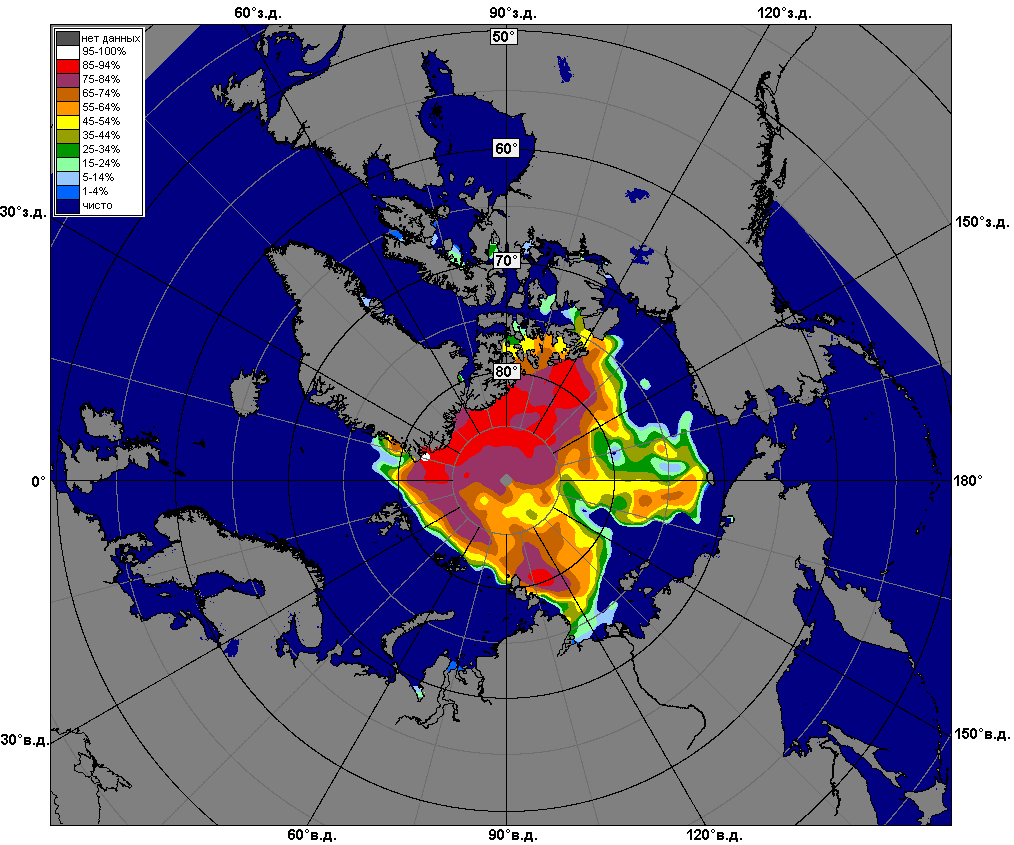 60°з.д.
90°з.д.
120°з.д.
50°
нет данных
95-100%
85-94%
75-84%
65-74%
55-64%
45-54%
35-44%
25-34%
15-24%
5-14%
1-4%
чисто
60°
30°з.д.
150°з.д.
70°
80°
0°
180°
30°в.д.
150°в.д.
60°в.д.
90°в.д.
120°в.д.